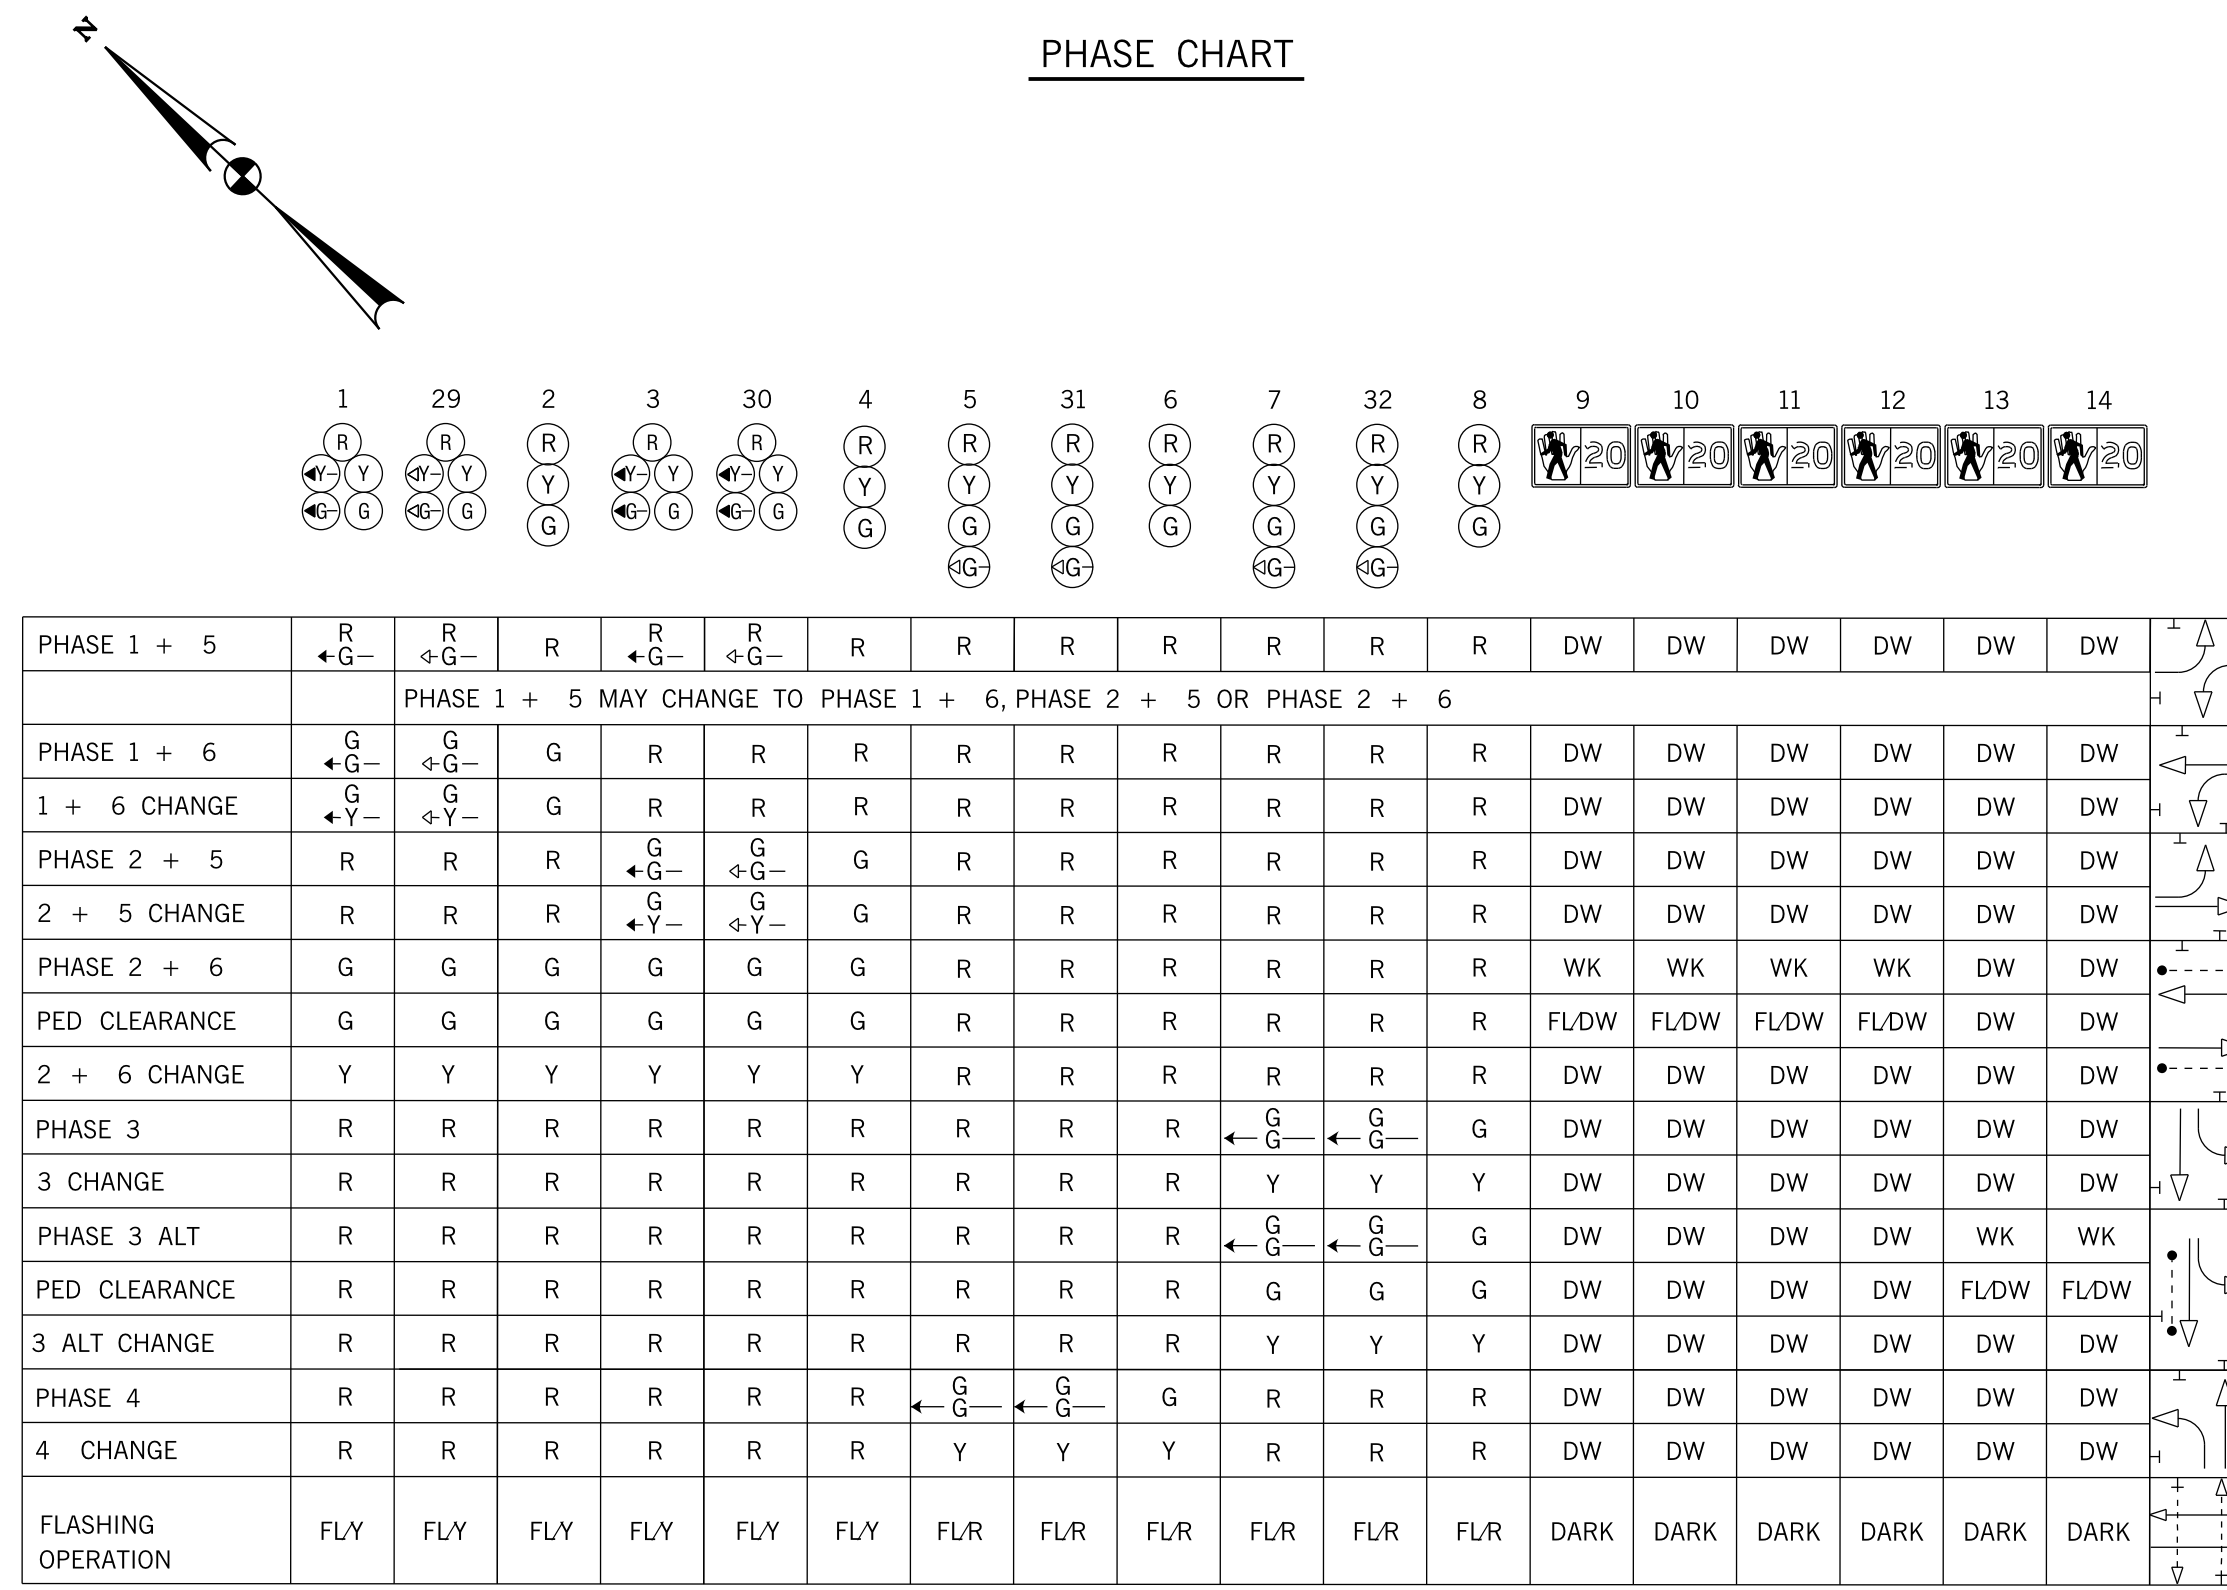 N
PHASE CHART
1 29 2 3 30 4 5 31 6 7 32 8 9 10 11 12 13 14
R R R R R R R R R R R R 20 20 20 20 20 20
Y Y Y Y Y Y Y Y Y Y Y Y Y Y Y Y
G G G G G G G G G G G G G G G G
G G G G
PHASE 1 + 5 R ←G— R ←G— R R ←G— R ←G— R R R R R R R DW DW DW DW DW DW
PHASE 1 + 5 MAY CHANGE TO PHASE 1 + 6, PHASE 2 + 5 OR PHASE 2 + 6
PHASE 1 + 6 G ←G— G ←G— G R R R R R R R R R DW DW DW DW DW DW
1 + 6 CHANGE G ←Y— G ←Y— G R R R R R R R R R DW DW DW DW DW DW
PHASE 2 + 5 R R R G ←G— G ←G— G R R R R R R DW DW DW DW DW DW
2 + 5 CHANGE R R R G ←Y— G ←Y— G R R R R R R DW DW DW DW DW DW
PHASE 2 + 6 G G G G G G R R R R R R WK WK WK WK DW DW
PED CLEARANCE G G G G G G R R R R R R FL/DW FL/DW FL/DW FL/DW DW DW
2 + 6 CHANGE Y Y Y Y Y Y R R R R R R DW DW DW DW DW DW
PHASE 3 R R R R R R R R R G ←G— G ←G— G DW DW DW DW DW DW
3 CHANGE R R R R R R R R R Y Y Y DW DW DW DW DW DW
PHASE 3 ALT R R R R R R R R R G ←G— G ←G— G DW DW DW DW WK WK
PED CLEARANCE R R R R R R R R R G G G DW DW DW DW FL/DW FL/DW
3 ALT CHANGE R R R R R R R R R Y Y Y DW DW DW DW DW DW
PHASE 4 R R R R R R G ←G— G ←G— G R R R DW DW DW DW DW DW
4 CHANGE R R R R R R Y Y Y R R R DW DW DW DW DW DW
FLASHING
OPERATION FL/Y FL/Y FL/Y FL/Y FL/Y FL/Y FL/R FL/R FL/R FL/R FL/R FL/R DARK DARK DARK DARK DARK DARK